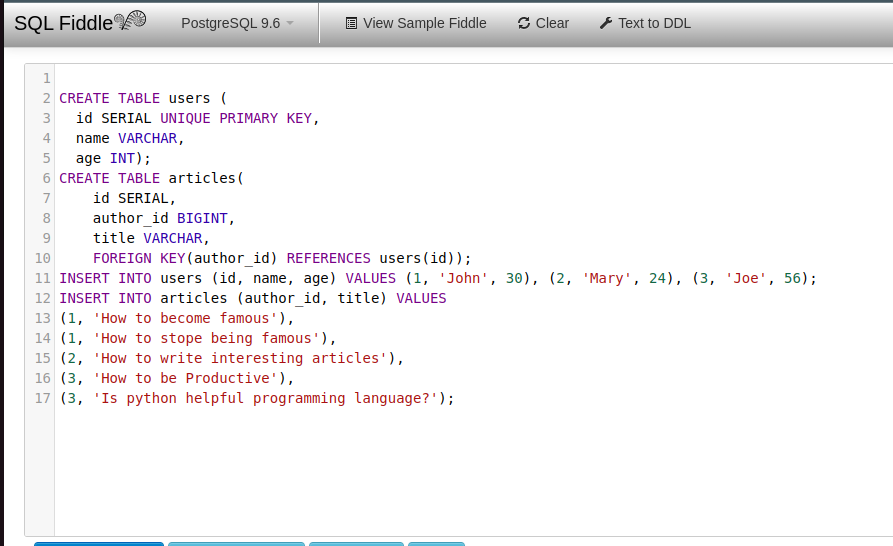 SQL Fiddle PostgreSQL 9.6 View Sample Fiddle Clear Text to DDL
1
2 CREATE TABLE users (
3 id SERIAL UNIQUE PRIMARY KEY,
4 name VARCHAR,
5 age INT);
6 CREATE TABLE articles(
7 id SERIAL,
8 author_id BIGINT,
9 title VARCHAR,
10 FOREIGN KEY(author_id) REFERENCES users(id));
11 INSERT INTO users (id, name, age) VALUES (1, 'John', 30), (2, 'Mary', 24), (3, 'Joe', 56);
12 INSERT INTO articles (author_id, title) VALUES
13 (1, 'How to become famous'),
14 (1, 'How to stope being famous'),
15 (2, 'How to write interesting articles'),
16 (3, 'How to be Productive'),
17 (3, 'Is python helpful programming language?');